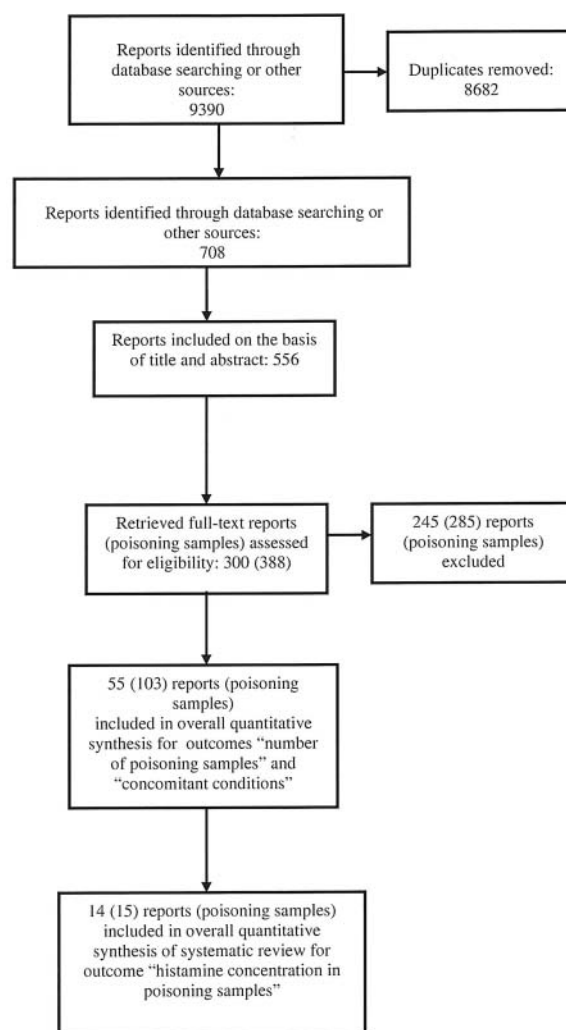 Reports identified through
database searching or other
sources:
9390
Duplicates removed:
8682
Reports identified through database searching or
other sources:
708
Reports included on the basis
of title and abstract: 556
Retrieved full-text reports
(poisoning samples) assessed
for eligibility: 300 (388)
245 (285) reports
(poisoning samples)
excluded
55 (103) reports (poisoning
samples)
included in overall quantitative
synthesis for outcomes “number
of poisoning samples” and
“concomitant conditions”
14 (15) reports (poisoning samples)
included in overall quantitative
synthesis of systematic review for
outcome “histamine concentration in
poisoning samples”